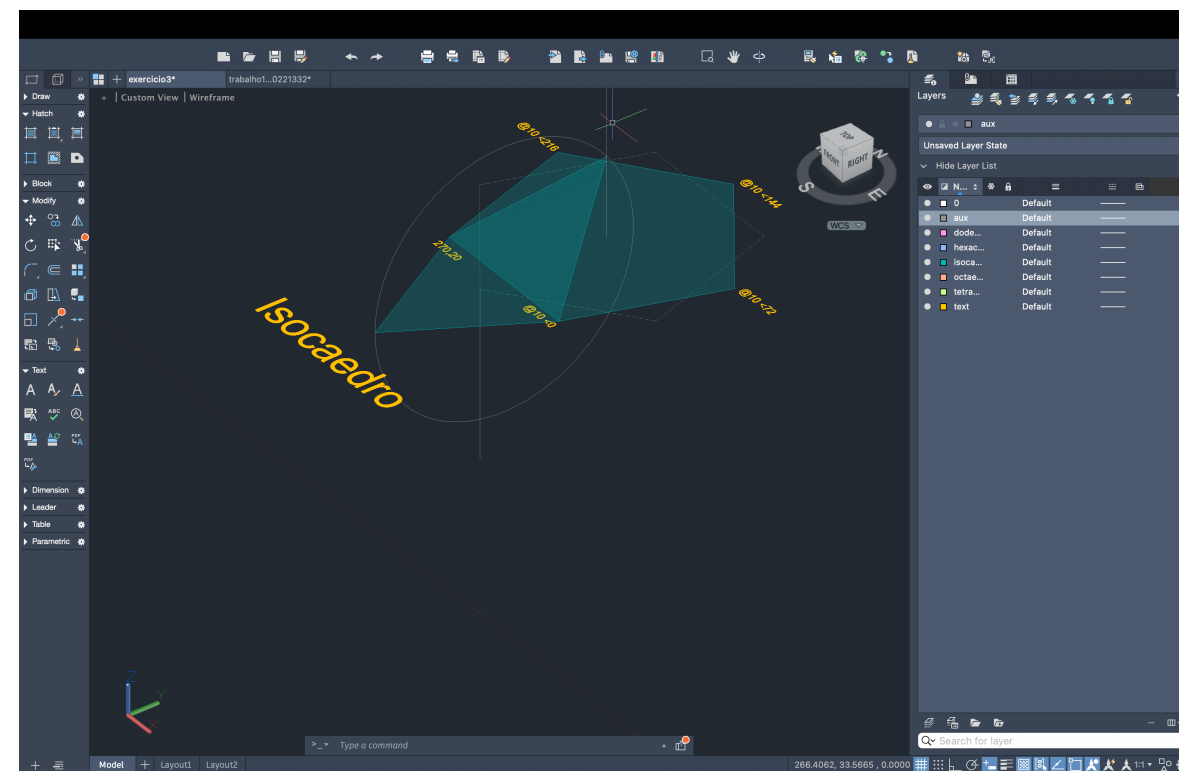 exercicio3*
trabalho1...0221332*
Draw
Hatch
Block
Modify
Text
ABC
PDF
PDF
Dimension
Leader
Table
Parametric
+ | Custom View | Wireframe
@10 <216
@10 <144
270,20
@10 <0
@10 <72
Isocaedro
TOP
FRONT
RIGHT
N
S
E
WCS
Z
Y
X
>_ Type a command
Model
Layout1
Layout2
266.4062, 33.5665 , 0.0000
1:1
Layers
aux
Unsaved Layer State
Hide Layer List
N...
0 Default
aux Default
dode... Default
hexac... Default
isoca... Default
octae... Default
tetra... Default
text Default
Search for layer